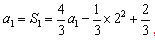 a₁ = S₁ = 4/3 a₁ - 1/3 × 2² + 2/3 ,